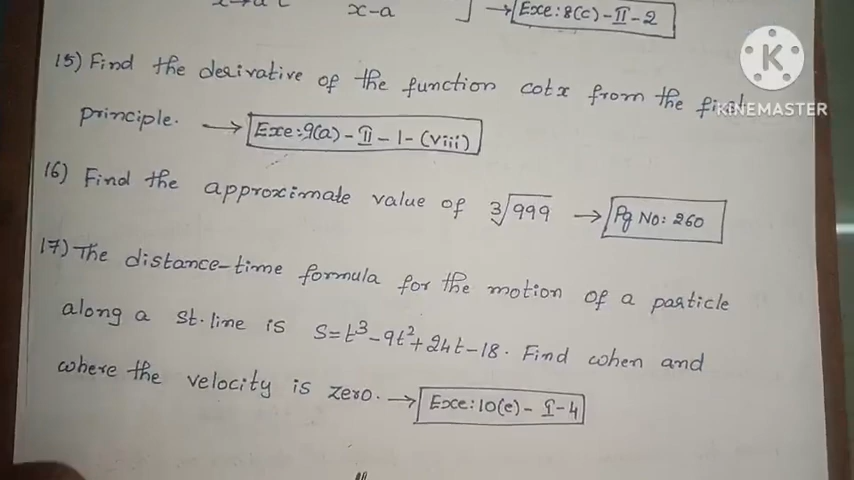 x-a
→ Exe: 8(c) - II - 2
K
KINEMASTER
15) Find the derivative of the function cotx from the first
principle. → Exe: 9(a) - II - 1 - (viii)
16) Find the approximate value of ∛999 → Pg No: 260
17) The distance-time formula for the motion of a particle
along a st. line is S=t³-9t²+24t-18. Find when and
where the velocity is zero. → Exe: 10(e) - I - 4